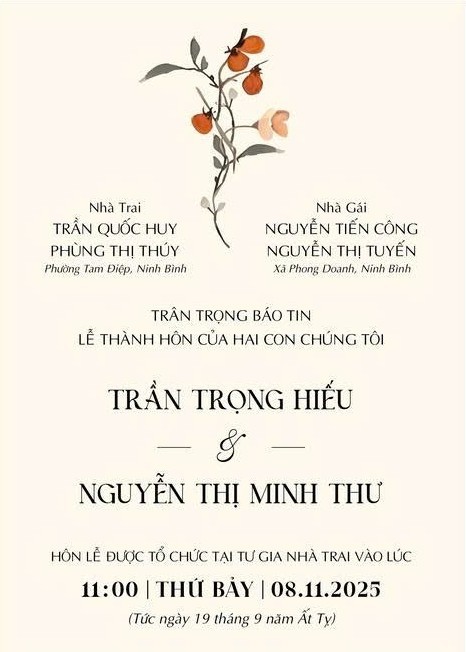 Nhà Trai
TRẦN QUỐC HUY
PHÙNG THỊ THÚY
Phường Tam Điệp, Ninh Bình
Nhà Gái
NGUYỄN TIẾN CÔNG
NGUYỄN THỊ TUYẾN
Xã Phong Doanh, Ninh Bình
TRÂN TRỌNG BÁO TIN
LỄ THÀNH HÔN CỦA HAI CON CHÚNG TÔI
TRẦN TRỌNG HIẾU
&
NGUYỄN THỊ MINH THƯ
HÔN LỄ ĐƯỢC TỔ CHỨC TẠI TƯ GIA NHÀ TRAI VÀO LÚC
11:00 | THỨ BẢY | 08.11.2025
(Tức ngày 19 tháng 9 năm Ất Tỵ)